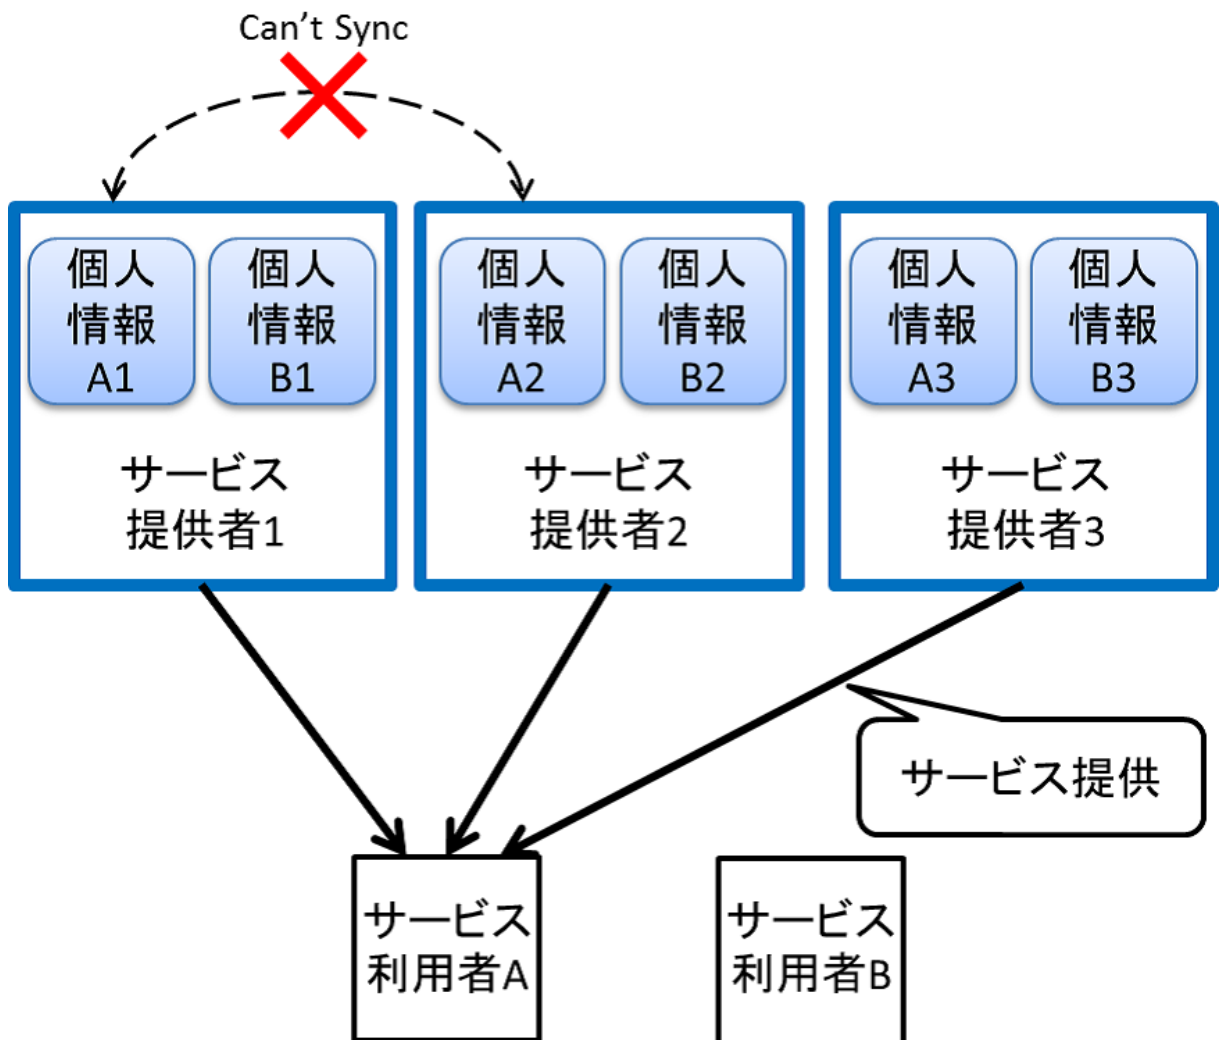 Can't Sync
個人
情報
A1
個人
情報
B1
個人
情報
A2
個人
情報
B2
個人
情報
A3
個人
情報
B3
サービス
提供者1
サービス
提供者2
サービス
提供者3
サービス提供
サービス
利用者A
サービス
利用者B